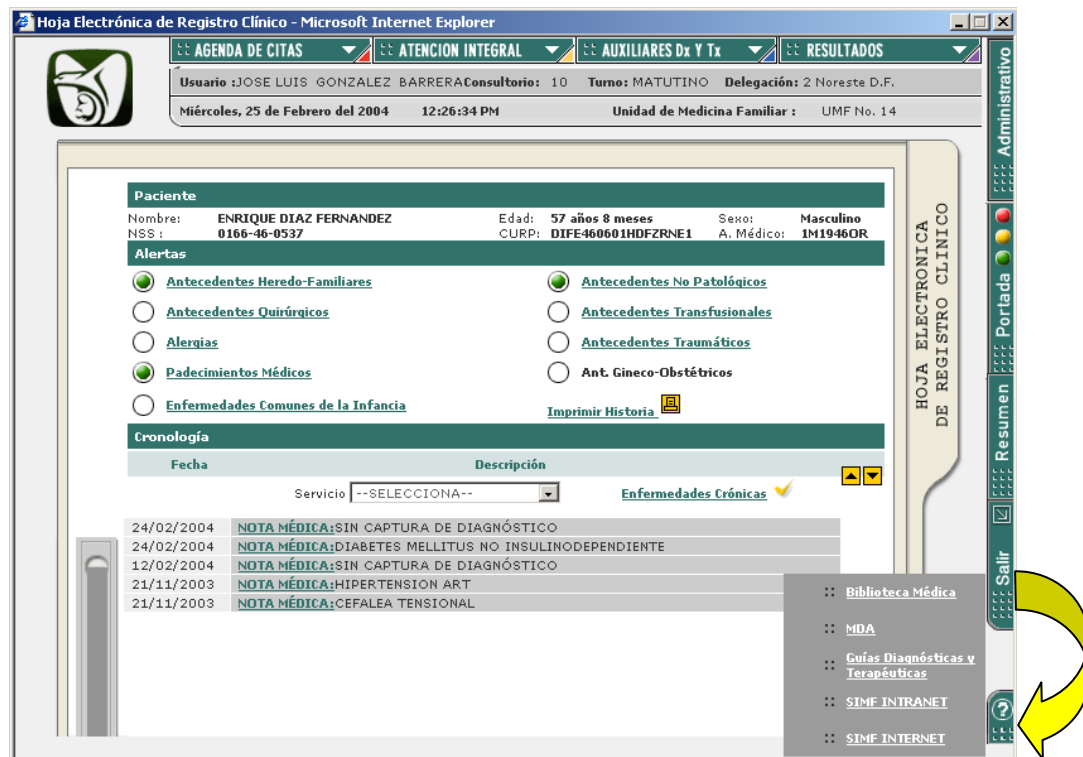 Hoja Electrónica de Registro Clínico - Microsoft Internet Explorer
:: AGENDA DE CITAS :: ATENCION INTEGRAL :: AUXILIARES Dx Y Tx :: RESULTADOS
Usuario :JOSE LUIS GONZALEZ BARRERAConsultorio: 10 Turno: MATUTINO Delegación: 2 Noreste D.F.
Miércoles, 25 de Febrero del 2004 12:26:34 PM Unidad de Medicina Familiar : UMF No. 14
Paciente
Nombre: ENRIQUE DIAZ FERNANDEZ Edad: 57 años 8 meses Sexo: Masculino
NSS : 0166-46-0537 CURP: DIFE460601HDFZRNE1 A. Médico: 1M1946OR
Alertas
Antecedentes Heredo-Familiares Antecedentes No Patológicos
Antecedentes Quirúrgicos Antecedentes Transfusionales
Alergias Antecedentes Traumáticos
Padecimientos Médicos Ant. Gineco-Obstétricos
Enfermedades Comunes de la Infancia Imprimir Historia
Cronología
Fecha Descripción
Servicio --SELECCIONA-- Enfermedades Crónicas
24/02/2004 NOTA MÉDICA:SIN CAPTURA DE DIAGNÓSTICO
24/02/2004 NOTA MÉDICA:DIABETES MELLITUS NO INSULINODEPENDIENTE
12/02/2004 NOTA MÉDICA:SIN CAPTURA DE DIAGNÓSTICO
21/11/2003 NOTA MÉDICA:HIPERTENSION ART
21/11/2003 NOTA MÉDICA:CEFALEA TENSIONAL
HOJA ELECTRONICA
DE REGISTRO CLINICO
Administrativo
Portada
Resumen
Salir
:: Biblioteca Médica
:: MDA
:: Guías Diagnósticas y
Terapéuticas
:: SIMF INTRANET
:: SIMF INTERNET
?